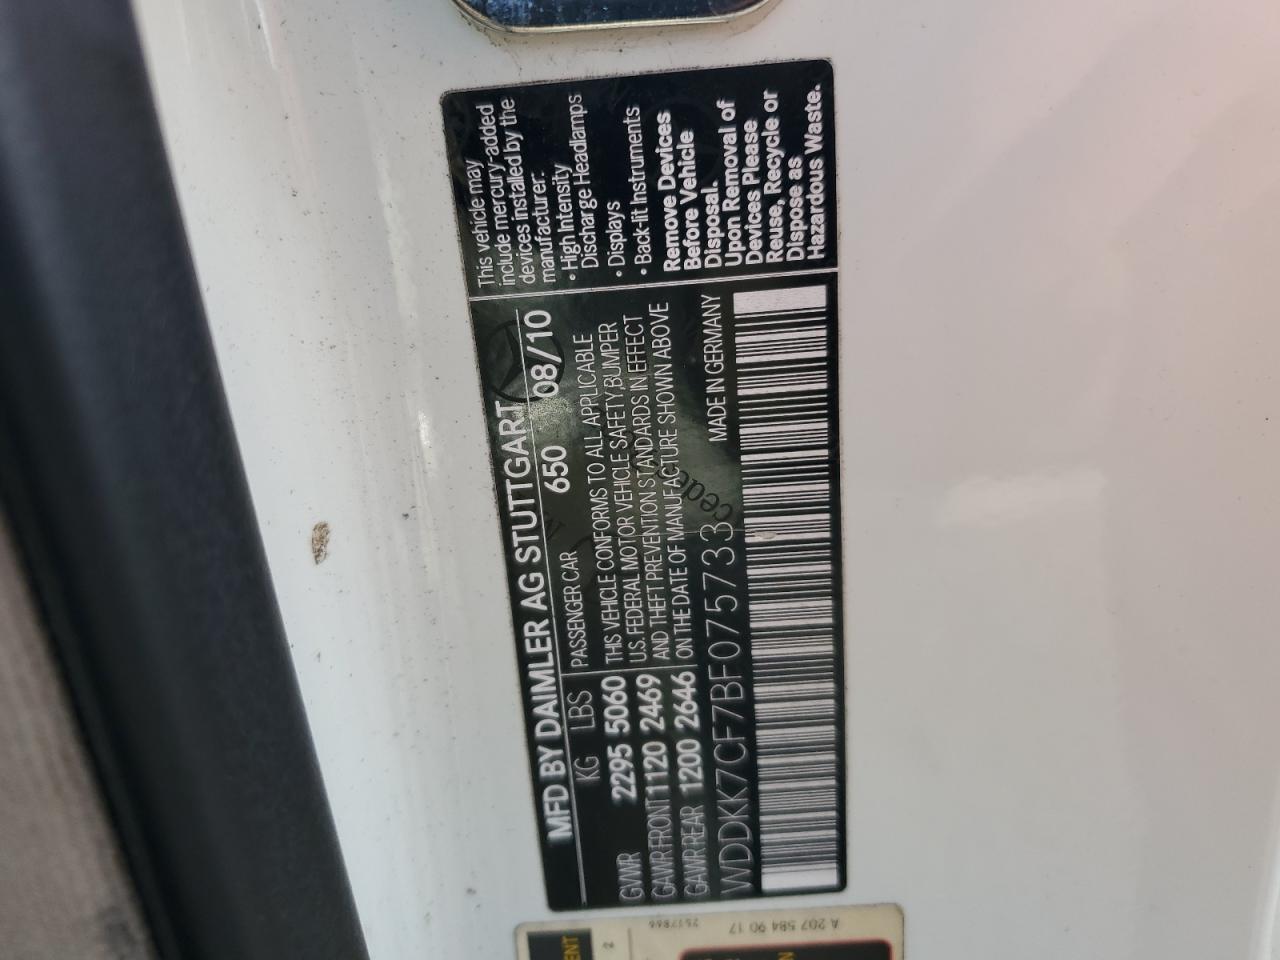 This vehicle may
include mercury-added
devices installed by the
manufacturer:
• High Intensity
Discharge Headlamps
• Displays
• Back-lit Instruments
Remove Devices
Before Vehicle
Disposal.
Upon Removal of
Devices Please
Reuse, Recycle or
Dispose as
Hazardous Waste.
MFD BY DAIMLER AG STUTTGART
650 08/10
KG LBS PASSENGER CAR
GVWR 2295 5060
GAWR FRONT 1120 2469
GAWR REAR 1200 2646
THIS VEHICLE CONFORMS TO ALL APPLICABLE
U.S. FEDERAL MOTOR VEHICLE SAFETY,BUMPER
AND THEFT PREVENTION STANDARDS IN EFFECT
ON THE DATE OF MANUFACTURE SHOWN ABOVE
MADE IN GERMANY
WDDKK7CF7BF075733
A 207 584 90 17